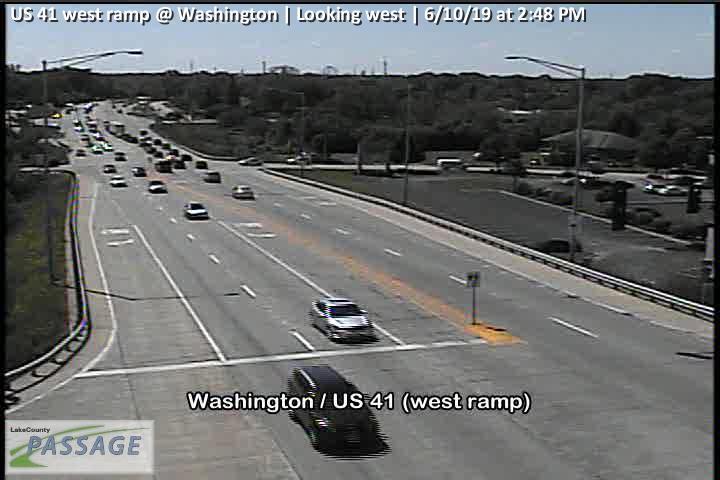 US 41 west ramp @ Washington | Looking west | 6/10/19 at 2:48 PM
Washington / US 41 (west ramp)
LakeCounty
PASSAGE